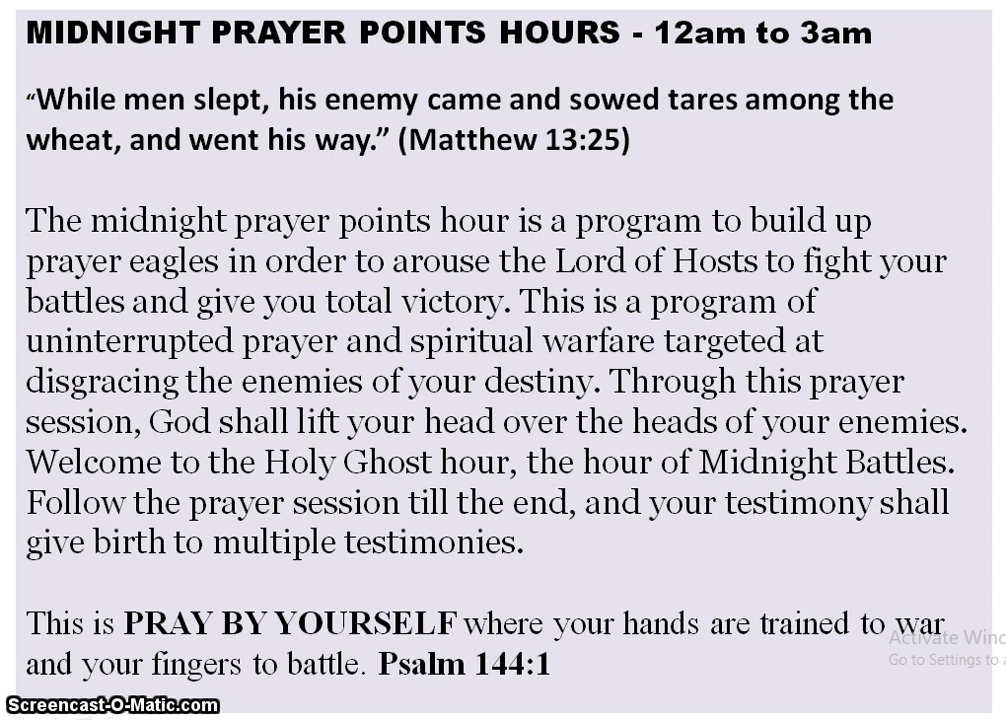 MIDNIGHT PRAYER POINTS HOURS - 12am to 3am
“While men slept, his enemy came and sowed tares among the
wheat, and went his way.” (Matthew 13:25)
The midnight prayer points hour is a program to build up
prayer eagles in order to arouse the Lord of Hosts to fight your
battles and give you total victory. This is a program of
uninterrupted prayer and spiritual warfare targeted at
disgracing the enemies of your destiny. Through this prayer
session, God shall lift your head over the heads of your enemies.
Welcome to the Holy Ghost hour, the hour of Midnight Battles.
Follow the prayer session till the end, and your testimony shall
give birth to multiple testimonies.
This is PRAY BY YOURSELF where your hands are trained to war
and your fingers to battle. Psalm 144:1
Activate Winc
Go to Settings to a
Screencast-O-Matic.com